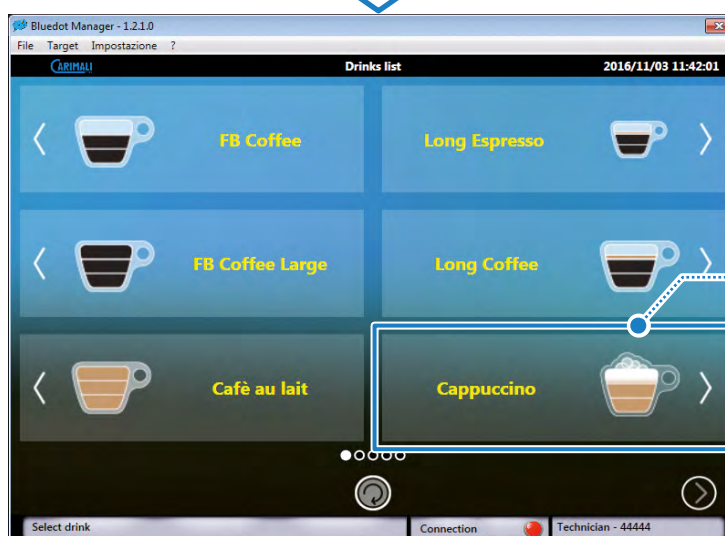 Bluedot Manager - 1.2.1.0
File Target Impostazione ?
CARIMALI Drinks list 2016/11/03 11:42:01
FB Coffee Long Espresso
FB Coffee Large Long Coffee
Cafè au lait Cappuccino
Select drink Connection Technician - 44444